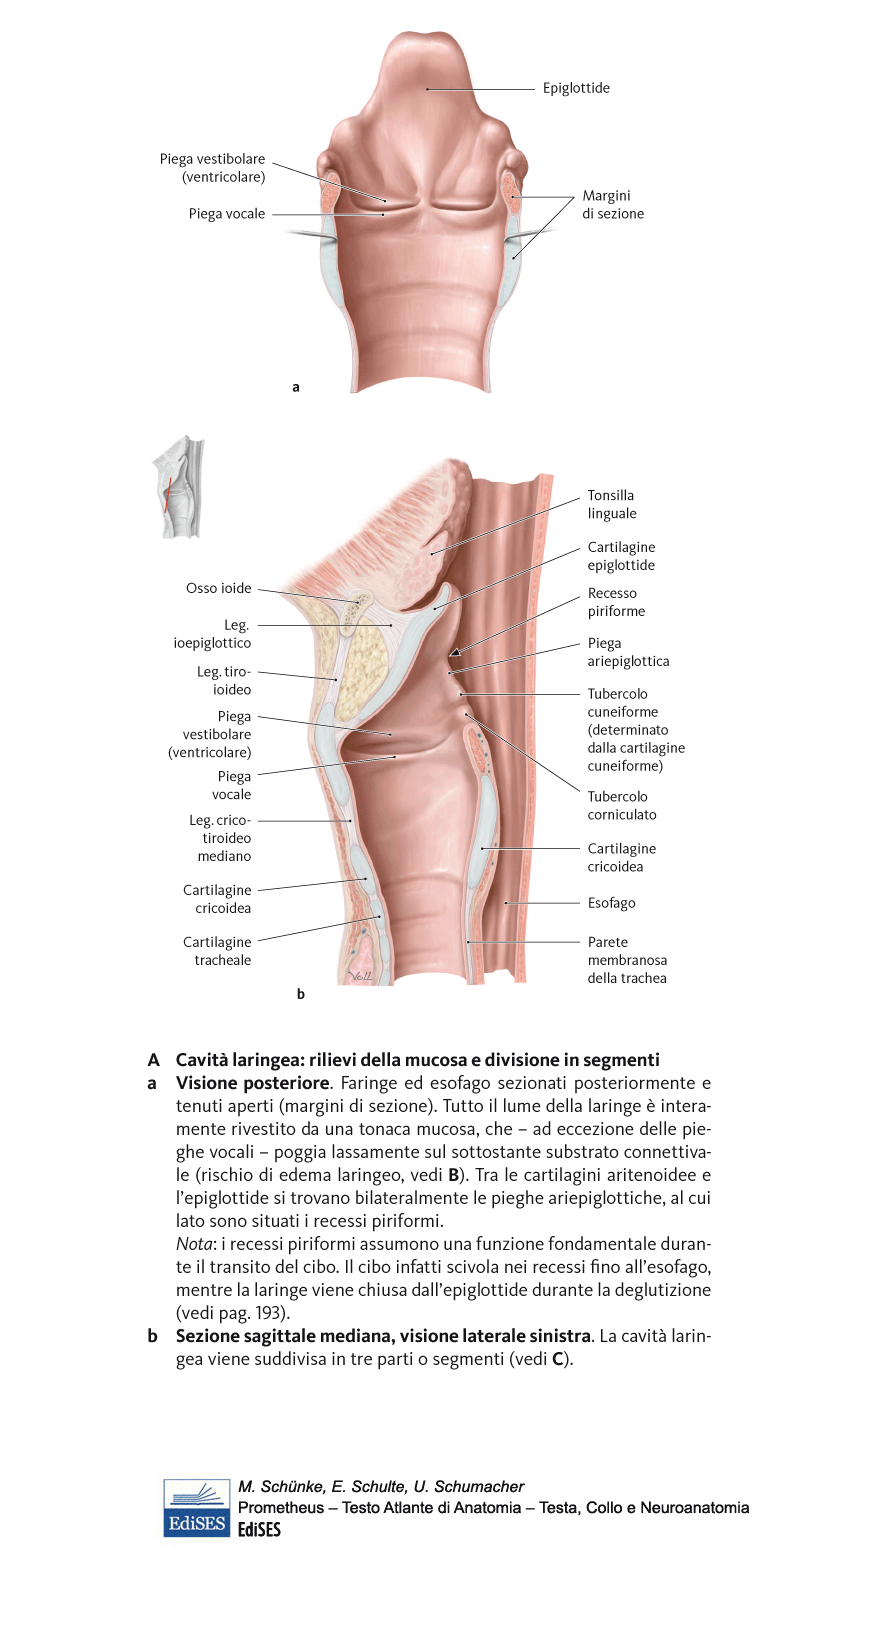 Epiglottide
Piega vestibolare
(ventricolare)
Piega vocale
Margini
di sezione
a
Tonsilla
linguale
Cartilagine
epiglottide
Recesso
piriforme
Piega
ariepiglottica
Tubercolo
cuneiforme
(determinato
dalla cartilagine
cuneiforme)
Tubercolo
corniculato
Cartilagine
cricoidea
Esofago
Parete
membranosa
della trachea
Osso ioide
Leg.
ioepiglottico
Leg. tiro-
ioideo
Piega
vestibolare
(ventricolare)
Piega
vocale
Leg. crico-
tiroideo
mediano
Cartilagine
cricoidea
Cartilagine
tracheale
Voll
b
A Cavità laringea: rilievi della mucosa e divisione in segmenti
a Visione posteriore. Faringe ed esofago sezionati posteriormente e
tenuti aperti (margini di sezione). Tutto il lume della laringe è intera-
mente rivestito da una tonaca mucosa, che – ad eccezione delle pie-
ghe vocali – poggia lassamente sul sottostante substrato connettiva-
le (rischio di edema laringeo, vedi B). Tra le cartilagini aritenoidee e
l'epiglottide si trovano bilateralmente le pieghe ariepiglottiche, al cui
lato sono situati i recessi piriformi.
Nota: i recessi piriformi assumono una funzione fondamentale duran-
te il transito del cibo. Il cibo infatti scivola nei recessi fino all'esofago,
mentre la laringe viene chiusa dall'epiglottide durante la deglutizione
(vedi pag. 193).
b Sezione sagittale mediana, visione laterale sinistra. La cavità larin-
gea viene suddivisa in tre parti o segmenti (vedi C).
M. Schünke, E. Schulte, U. Schumacher
Prometheus – Testo Atlante di Anatomia – Testa, Collo e Neuroanatomia
EdiSES
EdiSES